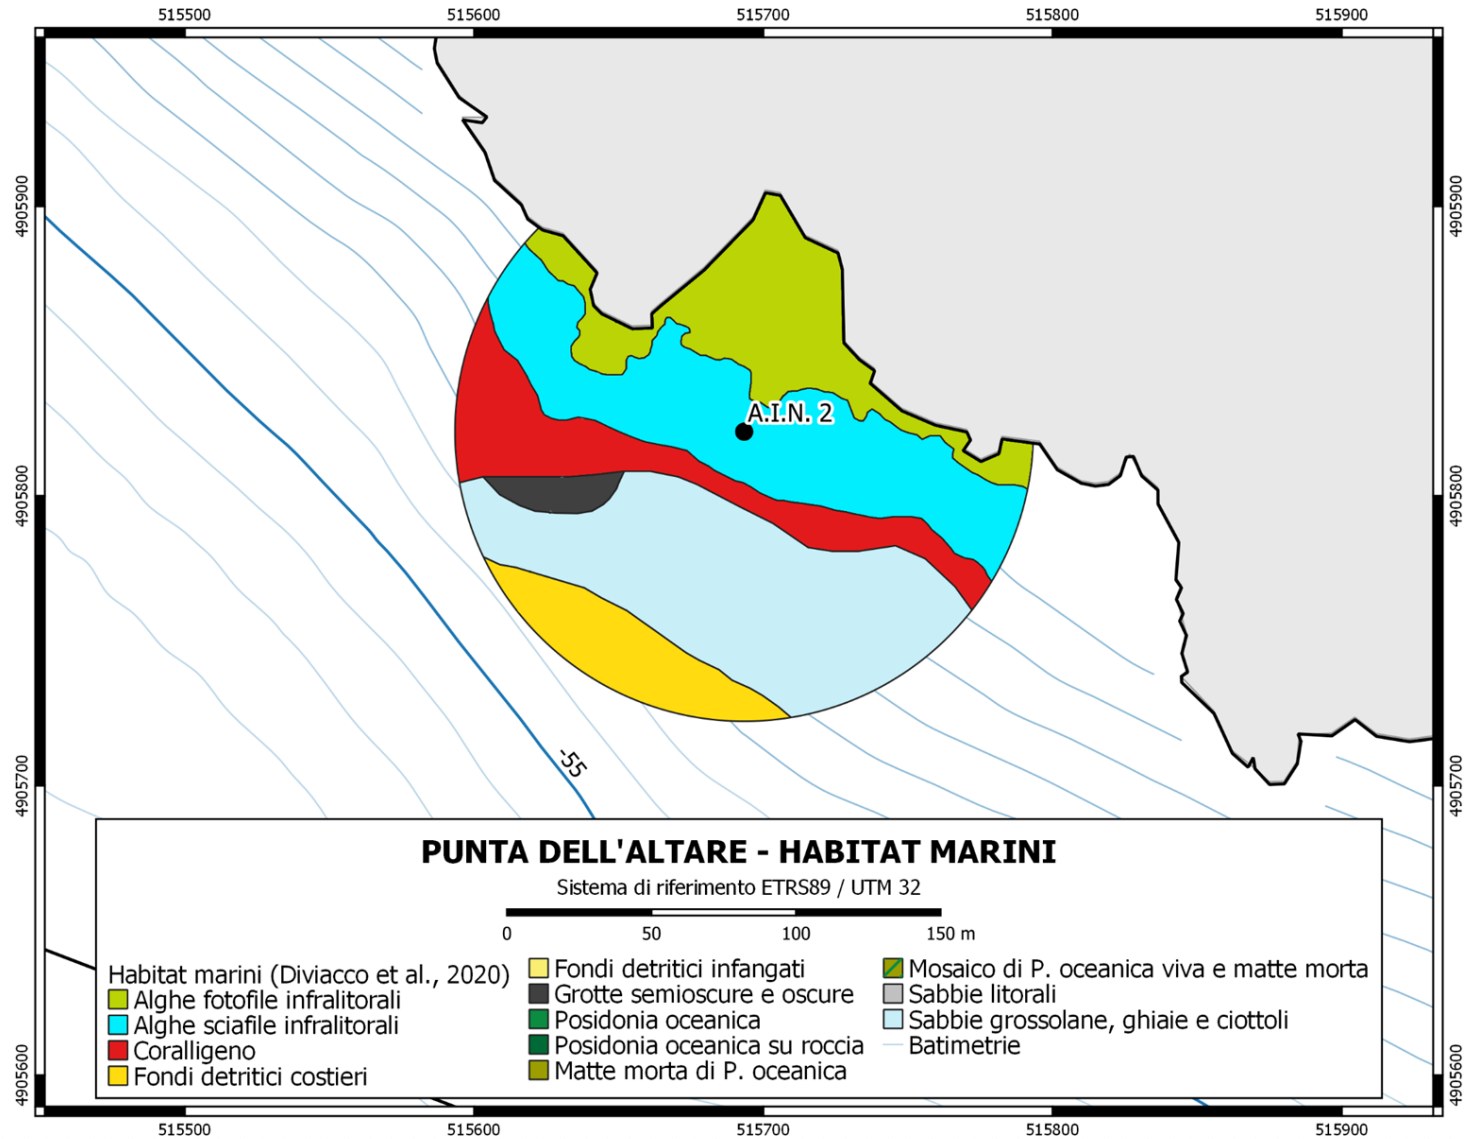 515500 515600 515700 515800 515900
4905900 4905900
A.I.N. 2
4905800 4905800
-55
4905700 4905700
PUNTA DELL'ALTARE - HABITAT MARINI
Sistema di riferimento ETRS89 / UTM 32
0 50 100 150 m
Habitat marini (Diviacco et al., 2020)
Alghe fotofile infralitorali
Alghe sciafile infralitorali
Coralligeno
Fondi detritici costieri
Fondi detritici infangati
Grotte semioscure e oscure
Posidonia oceanica
Posidonia oceanica su roccia
Matte morta di P. oceanica
Mosaico di P. oceanica viva e matte morta
Sabbie litorali
Sabbie grossolane, ghiaie e ciottoli
Batimetrie
4905600 4905600
515500 515600 515700 515800 515900